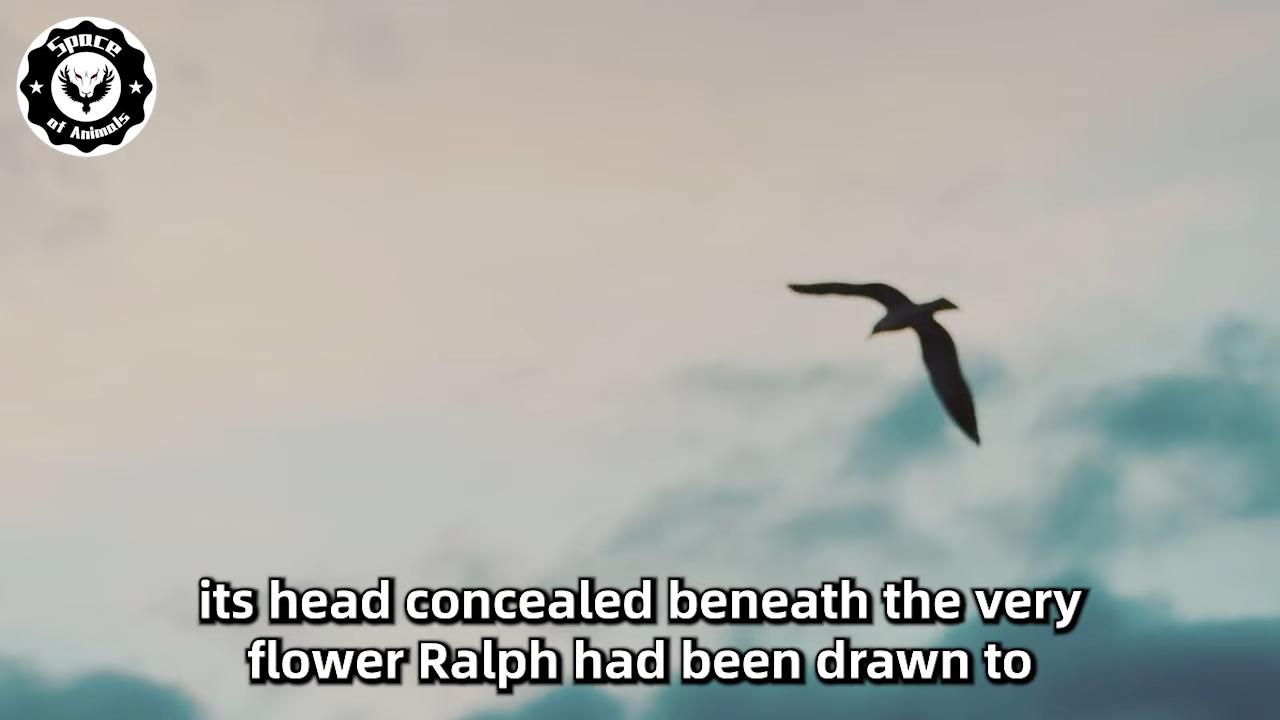 Space
of Animals
its head concealed beneath the very
flower Ralph had been drawn to